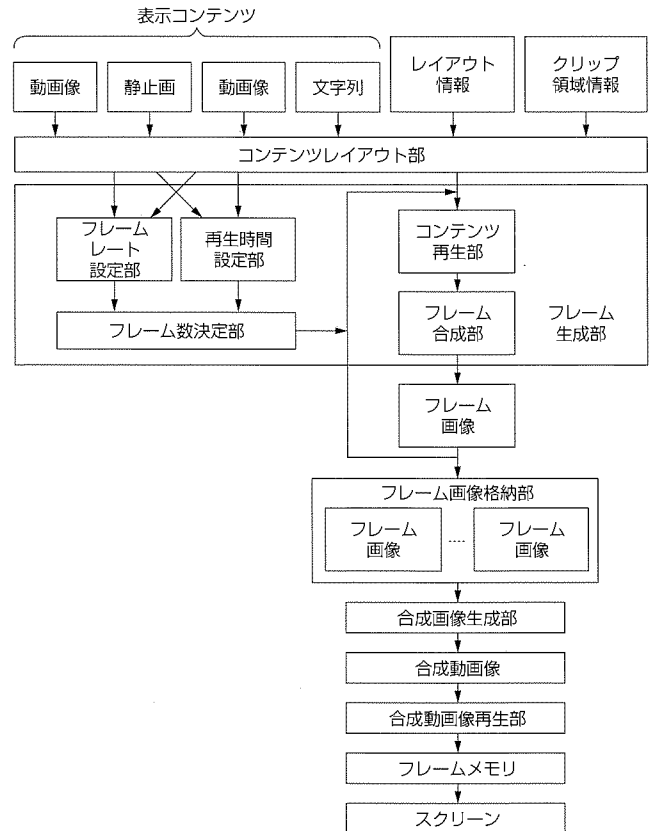 表示コンテンツ
動画像
静止画
動画像
文字列
レイアウト
情報
クリップ
領域情報
コンテンツレイアウト部
フレーム
レート
設定部
再生時間
設定部
コンテンツ
再生部
フレーム数決定部
フレーム
合成部
フレーム
生成部
フレーム
画像
フレーム画像格納部
フレーム
画像
....
フレーム
画像
合成画像生成部
合成動画像
合成動画像再生部
フレームメモリ
スクリーン